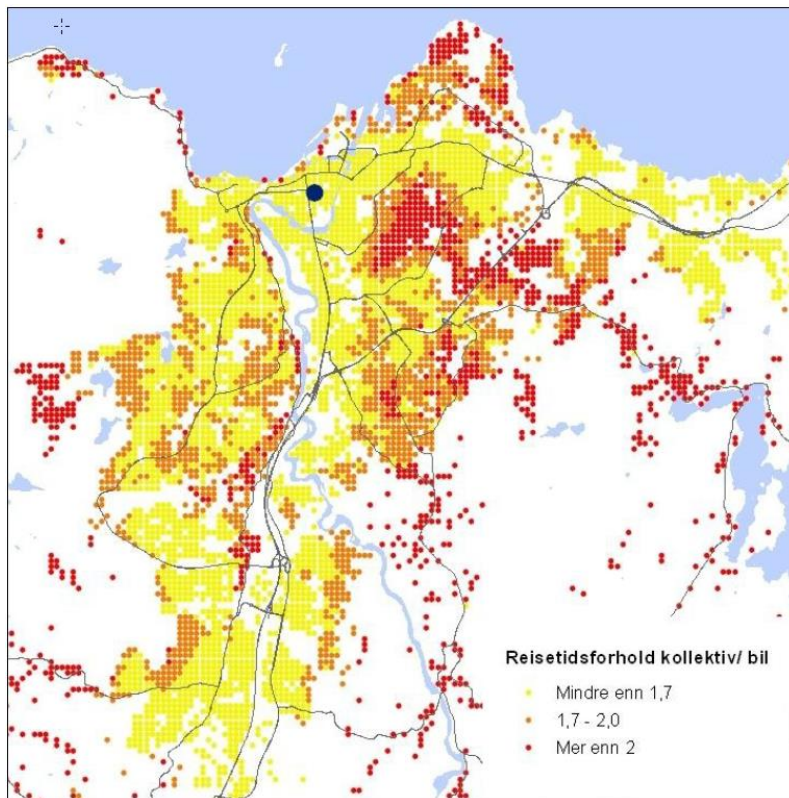 Reisetidsforhold kollektiv/ bil
Mindre enn 1,7
1,7 - 2,0
Mer enn 2